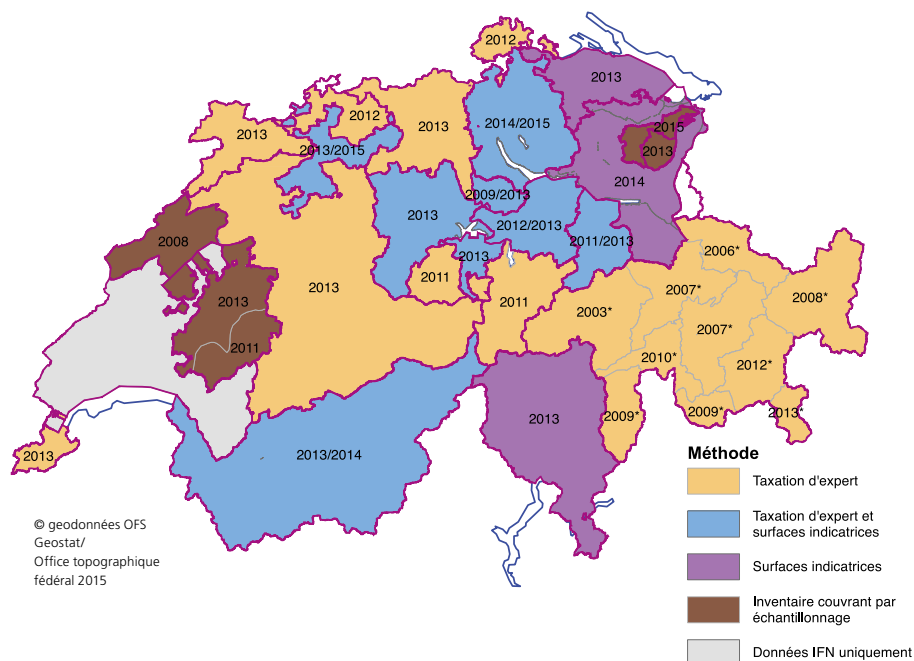 2012
2013
2013
2012
2013
2014/2015
2015
2013/2015
2013
2014
2009/2013
2013
2012/2013
2008
2011/2013
2006*
2013
2011
2013
2013
2011
2003*
2007*
2008*
2007*
2011
2010*
2012*
2013
2009*
2009*
2013*
2013
2013/2014
Méthode
Taxation d'expert
Taxation d'expert et
surfaces indicatrices
Surfaces indicatrices
Inventaire couvrant par
échantillonnage
Données IFN uniquement
© geodonnées OFS
Geostat/
Office topographique
fédéral 2015